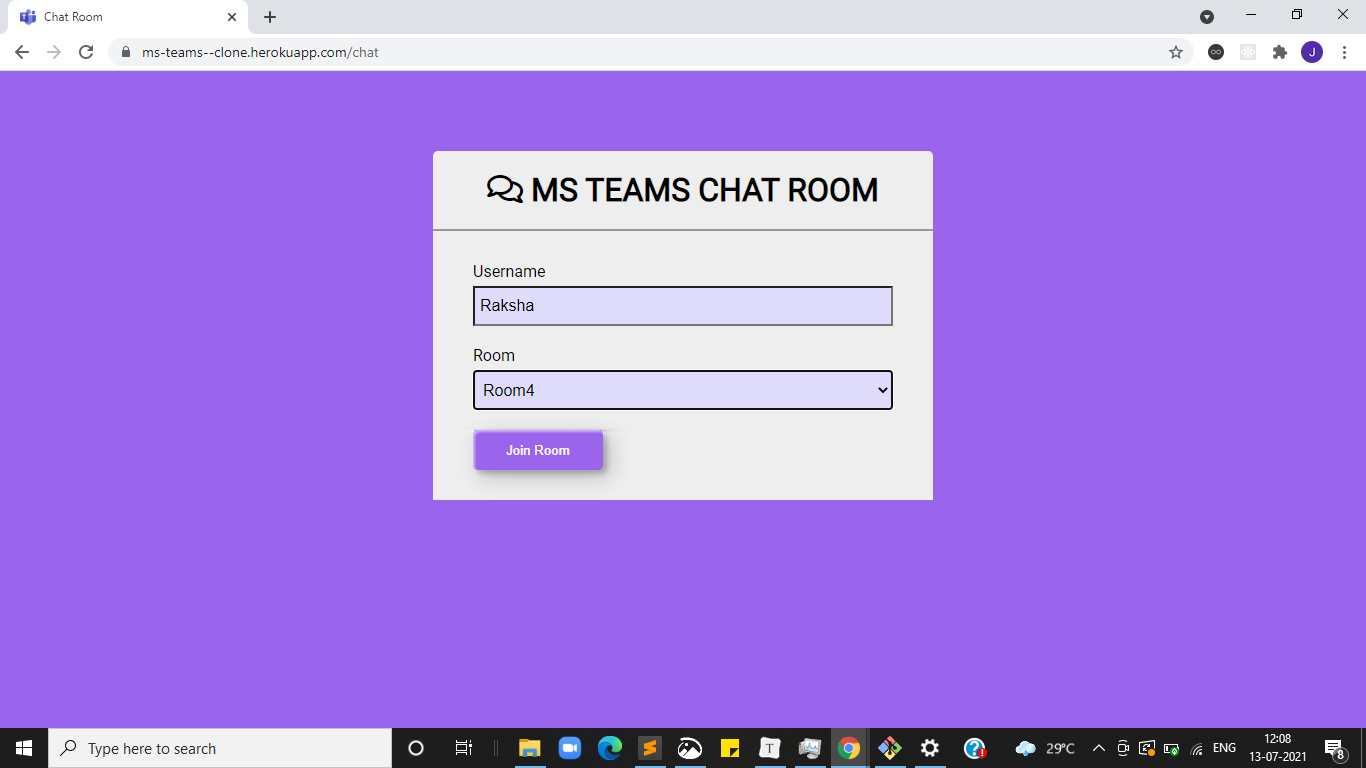 Chat Room
ms-teams--clone.herokuapp.com/chat
J
MS TEAMS CHAT ROOM
Username
Raksha
Room
Room4
Join Room
Type here to search
T
29°C
ENG
12:08
13-07-2021
8